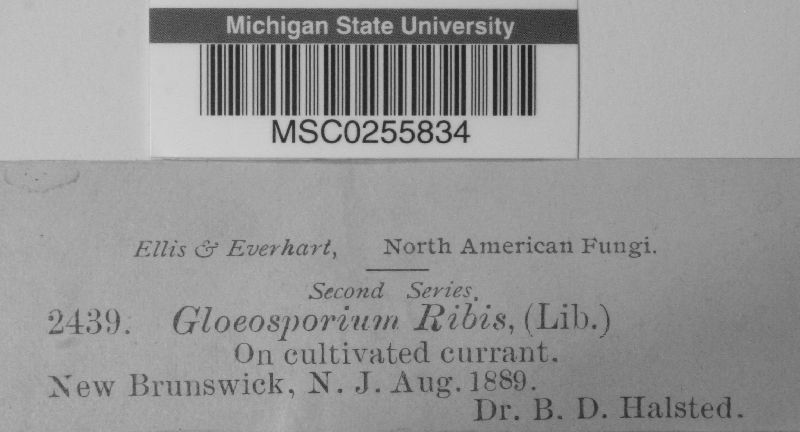 Michigan State University
MSC0255834
Ellis & Everhart, North American Fungi.
Second Series,
2439. Gloeosporium Ribis, (Lib.)
On cultivated currant.
New Brunswick, N. J. Aug. 1889.
Dr. B. D. Halsted.